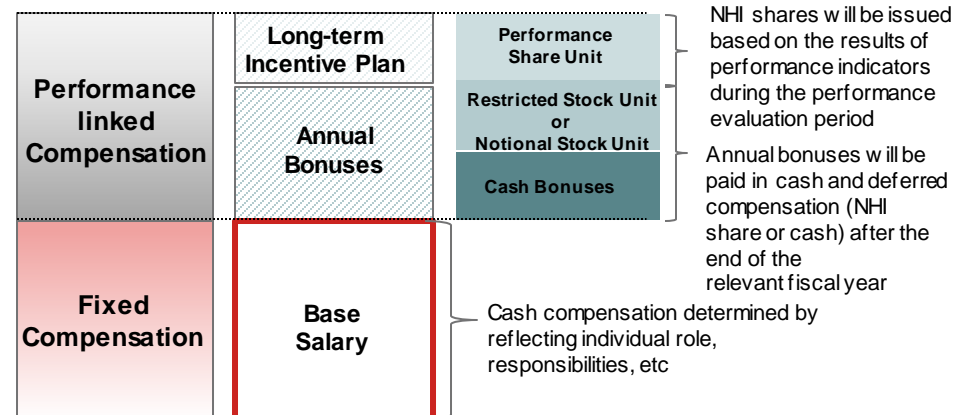 Performance
linked
Compensation
Fixed
Compensation
Long-term
Incentive Plan
Annual
Bonuses
Base
Salary
Performance
Share Unit
Restricted Stock Unit
or
Notional Stock Unit
Cash Bonuses
NHI shares will be issued
based on the results of
performance indicators
during the performance
evaluation period
Annual bonuses will be
paid in cash and deferred
compensation (NHI
share or cash) after the
end of the
relevant fiscal year
Cash compensation determined by
reflecting individual role,
responsibilities, etc